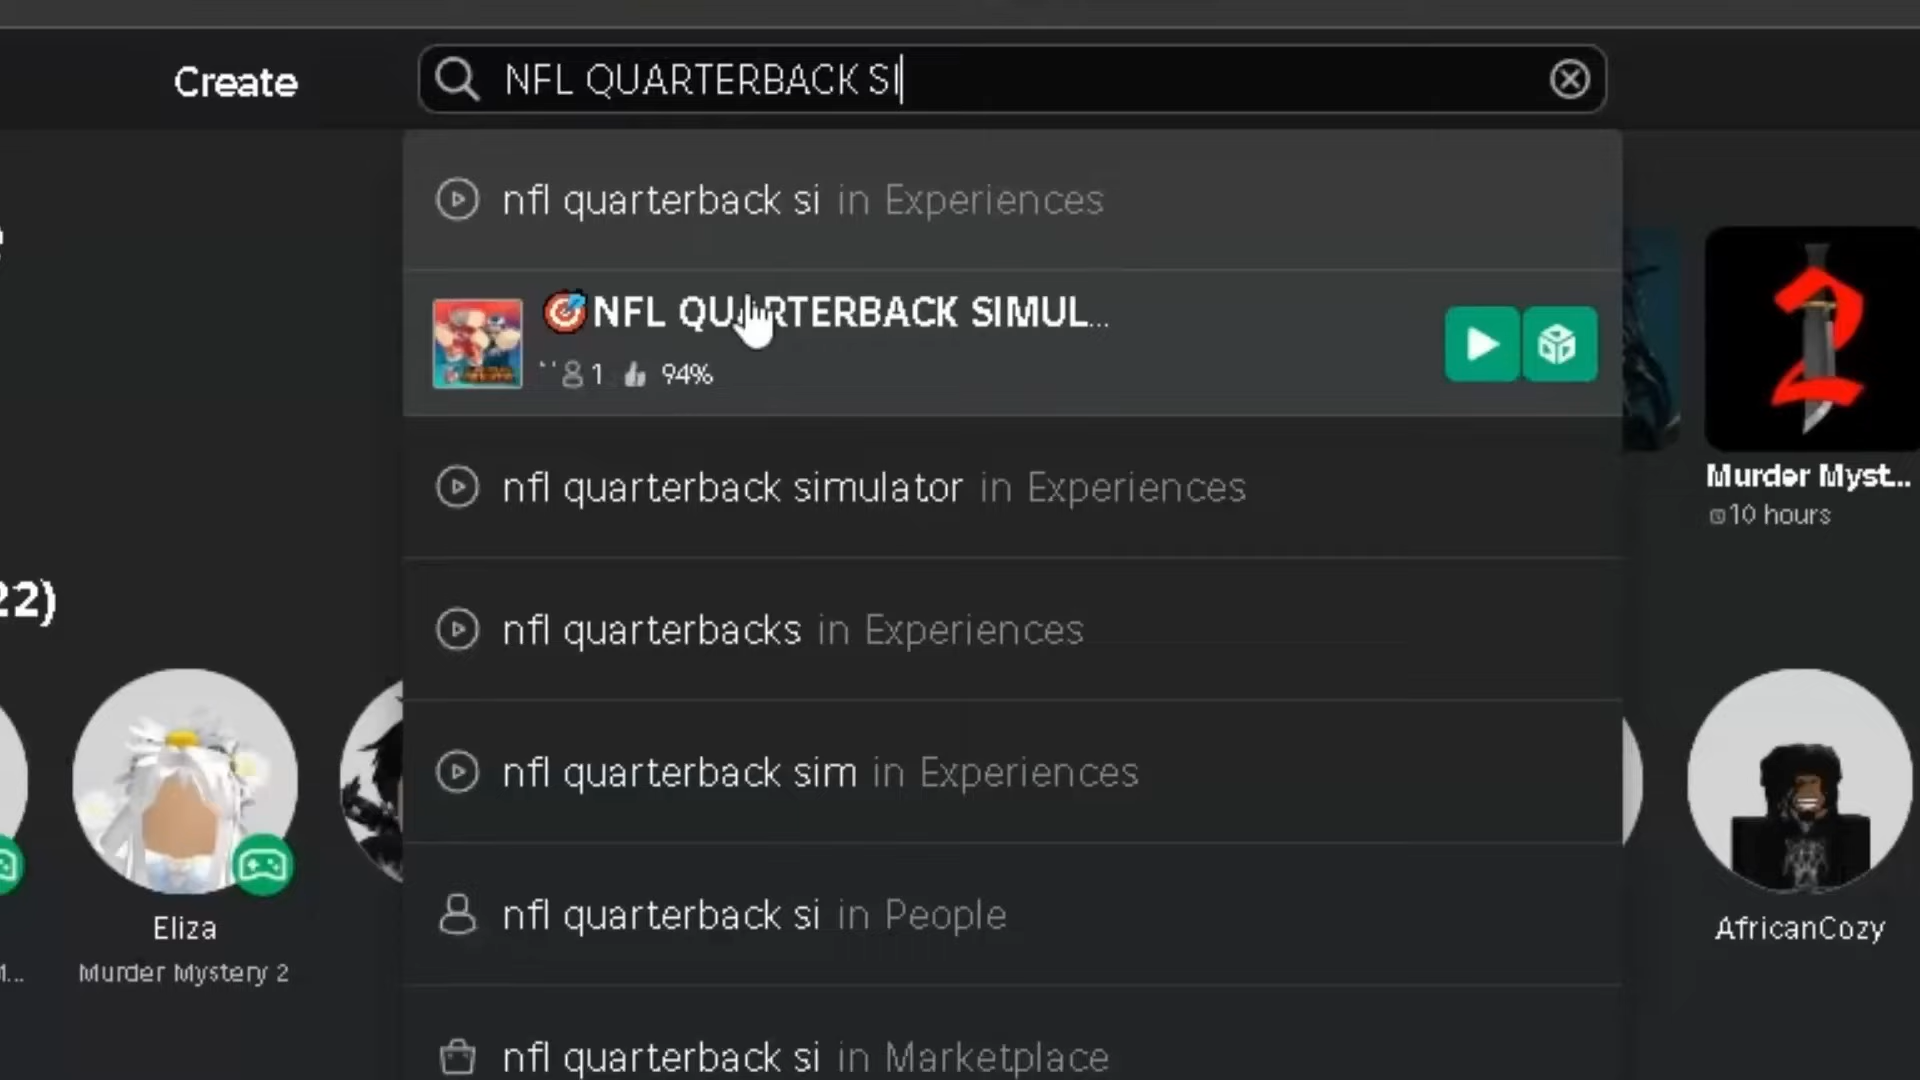 Create
NFL QUARTERBACK SI
nfl quarterback si in Experiences
🎯NFL QUARTERBACK SIMUL...
1 94%
nfl quarterback simulator in Experiences
Murder Myst...
10 hours
22)
nfl quarterbacks in Experiences
nfl quarterback sim in Experiences
nfl quarterback si in People
Eliza
AfricanCozy
Murder Mystery 2
nfl quarterback si in Marketplace